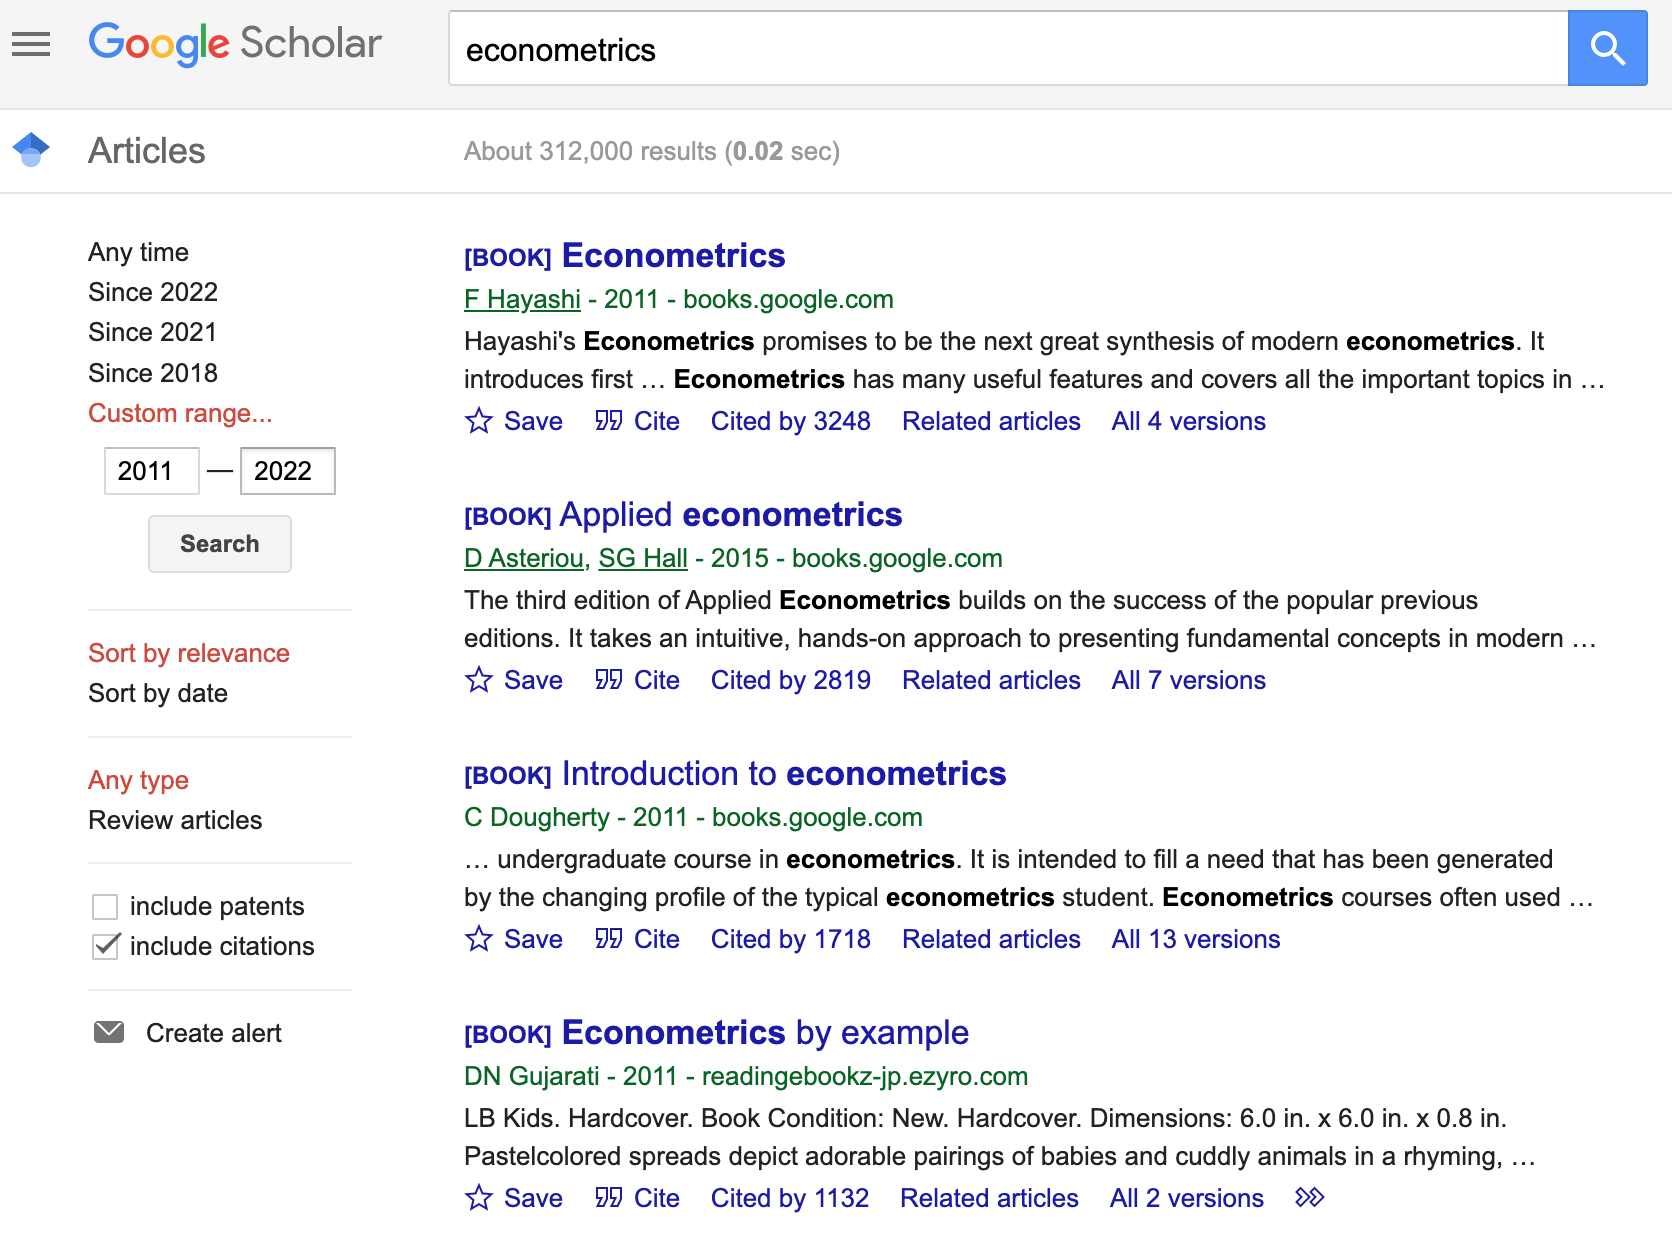 Google Scholar
econometrics
Articles
About 312,000 results (0.02 sec)
Any time
Since 2022
Since 2021
Since 2018
Custom range...
2011 — 2022
Search
Sort by relevance
Sort by date
Any type
Review articles
include patents
include citations
Create alert
[BOOK] Econometrics
F Hayashi - 2011 - books.google.com
Hayashi's Econometrics promises to be the next great synthesis of modern econometrics. It
introduces first … Econometrics has many useful features and covers all the important topics in …
Save Cite Cited by 3248 Related articles All 4 versions
[BOOK] Applied econometrics
D Asteriou, SG Hall - 2015 - books.google.com
The third edition of Applied Econometrics builds on the success of the popular previous
editions. It takes an intuitive, hands-on approach to presenting fundamental concepts in modern …
Save Cite Cited by 2819 Related articles All 7 versions
[BOOK] Introduction to econometrics
C Dougherty - 2011 - books.google.com
… undergraduate course in econometrics. It is intended to fill a need that has been generated
by the changing profile of the typical econometrics student. Econometrics courses often used …
Save Cite Cited by 1718 Related articles All 13 versions
[BOOK] Econometrics by example
DN Gujarati - 2011 - readingebookz-jp.ezyro.com
LB Kids. Hardcover. Book Condition: New. Hardcover. Dimensions: 6.0 in. x 6.0 in. x 0.8 in.
Pastelcolored spreads depict adorable pairings of babies and cuddly animals in a rhyming, …
Save Cite Cited by 1132 Related articles All 2 versions